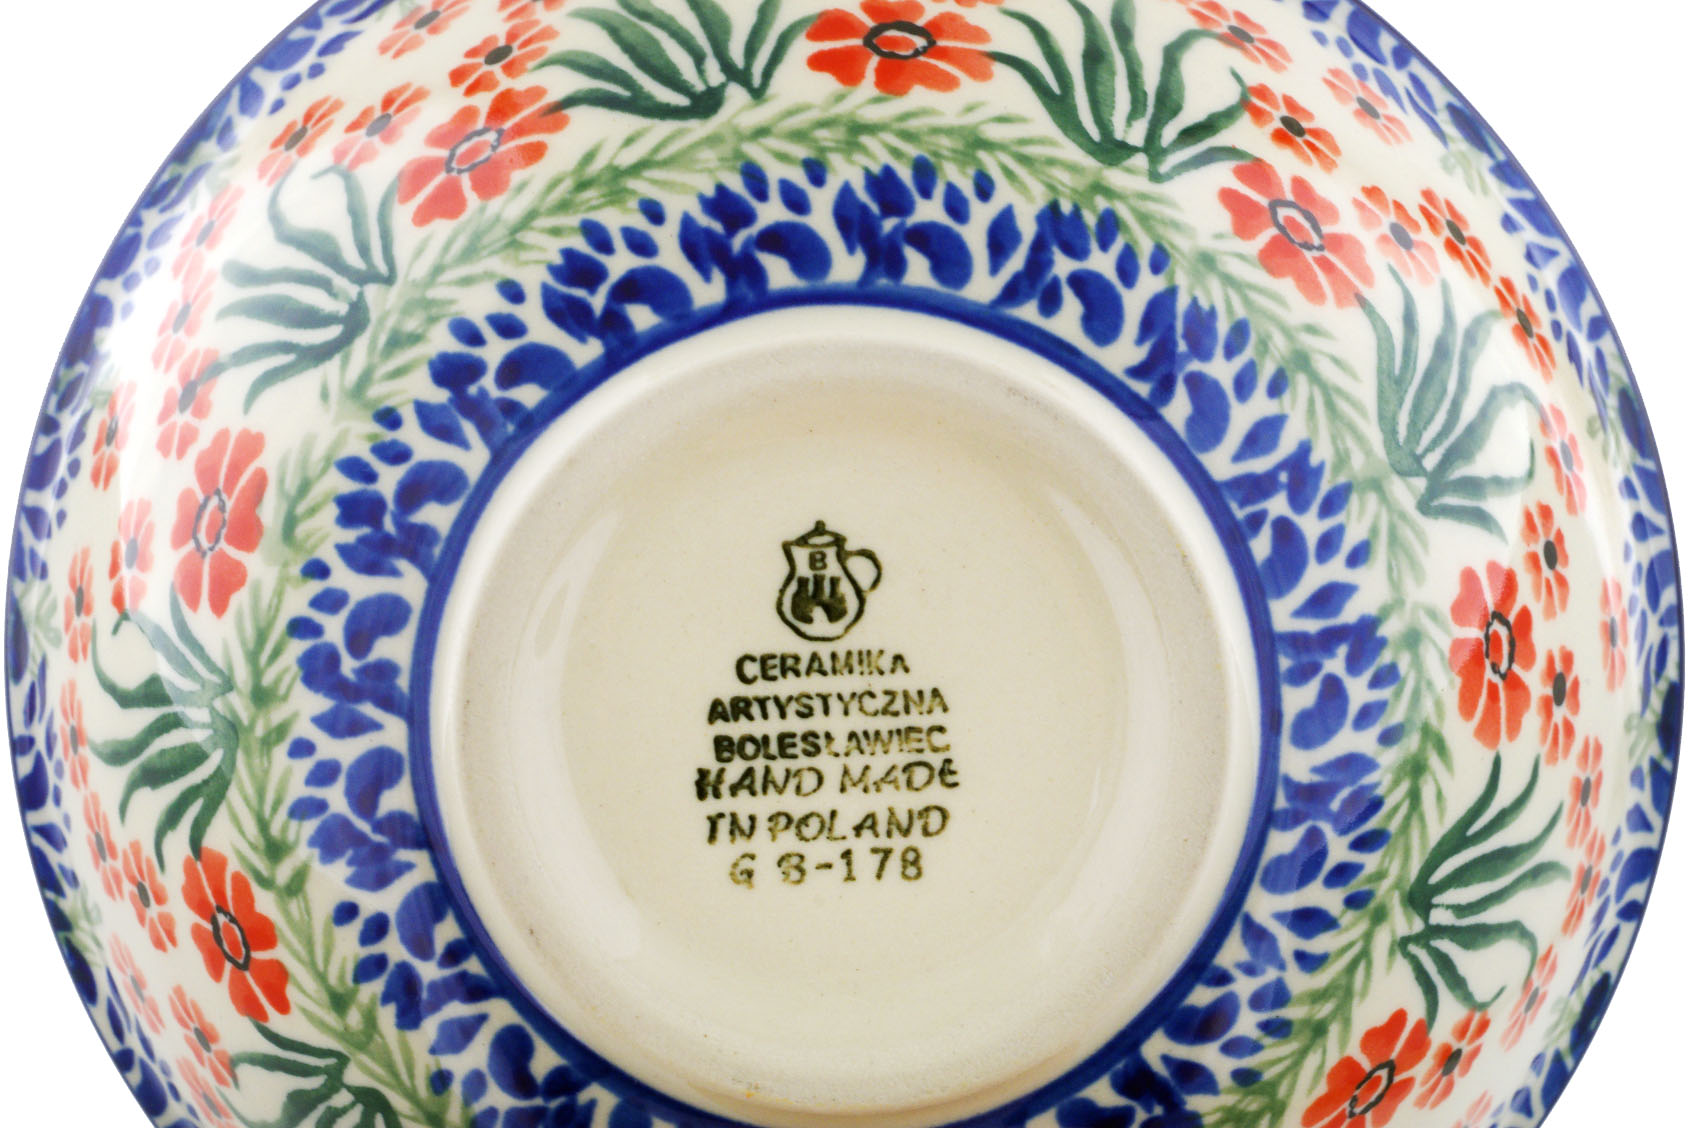 B
CERAMIKA
ARTYSTYCZNA
BOLESŁAWIEC
HAND MADE
IN POLAND
G B-178